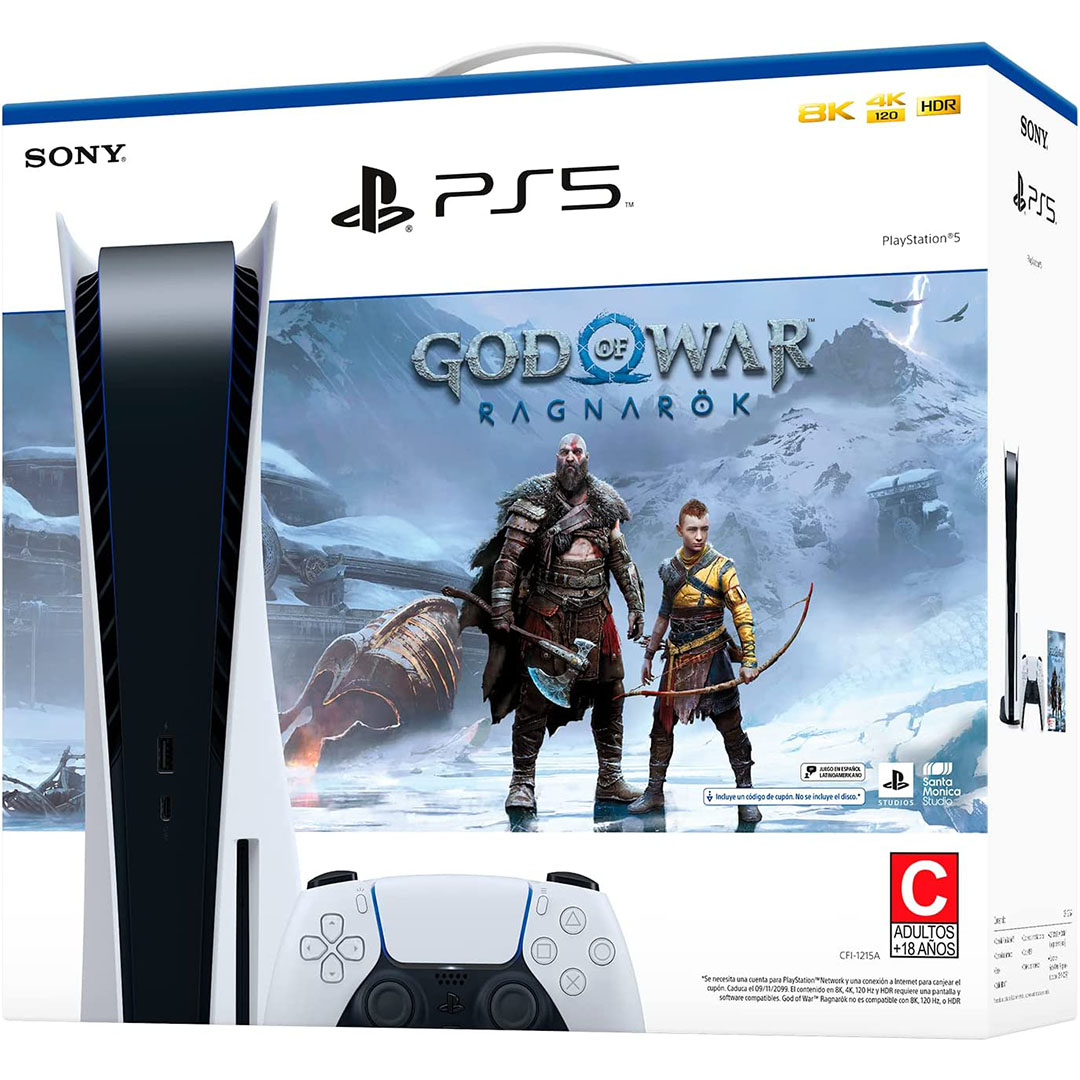 8K 4K 120 HDR
SONY®
PS5™
PlayStation®5
GOD OF WAR™
RAGNARÖK
JUEGO EN ESPAÑOL
LATINOAMERICANO
Incluye un código de cupón. No se incluye el disco.*
STUDIOS
Santa
Monica
Studio
C
ADULTOS
+18 AÑOS
CFI-1215A
*Se necesita una cuenta para PlayStation™Network y una conexión a Internet para canjear el
cupón. Caduca el 09/11/2099. El contenido en 8K, 4K, 120 Hz y HDR requiere una pantalla y
software compatibles. God of War™ Ragnarök no es compatible con 8K, 120 Hz, o HDR
SONY
PS5
PlayStation®5